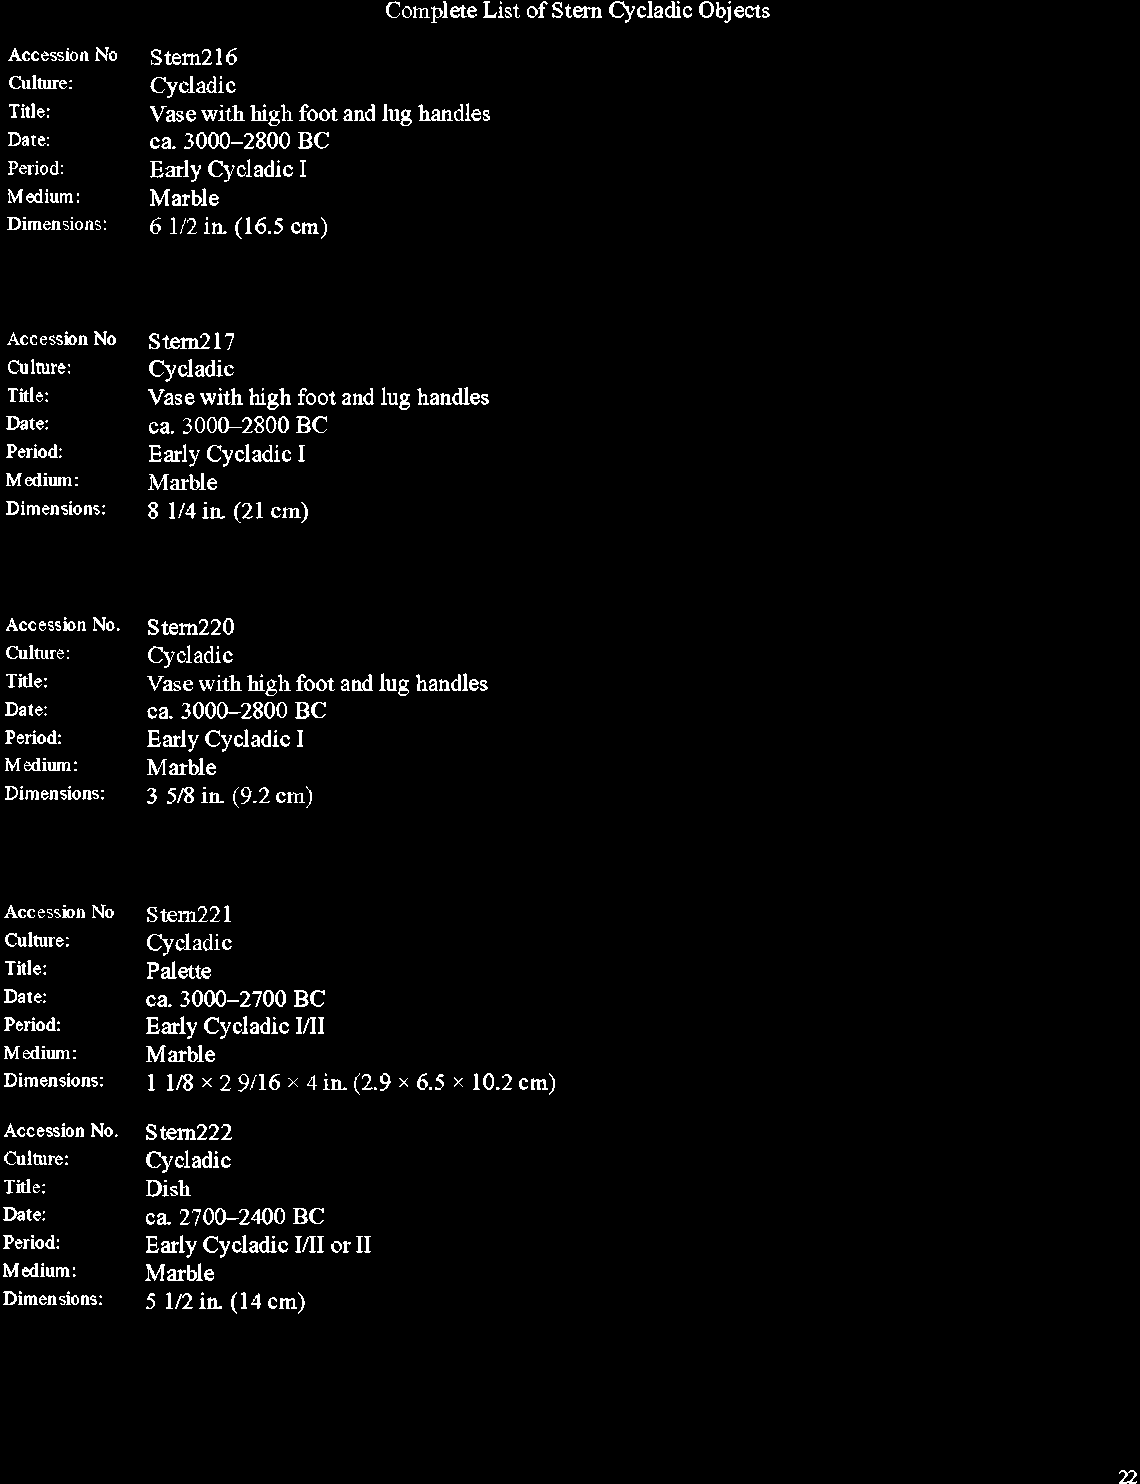 Complete List of Stern Cycladic Objects
Accession No Stern216
Culture: Cycladic
Title: Vase with high foot and lug handles
Date: ca. 3000–2800 BC
Period: Early Cycladic I
Medium: Marble
Dimensions: 6 1/2 in. (16.5 cm)
Accession No Stern217
Culture: Cycladic
Title: Vase with high foot and lug handles
Date: ca. 3000–2800 BC
Period: Early Cycladic I
Medium: Marble
Dimensions: 8 1/4 in. (21 cm)
Accession No. Stern220
Culture: Cycladic
Title: Vase with high foot and lug handles
Date: ca. 3000–2800 BC
Period: Early Cycladic I
Medium: Marble
Dimensions: 3 5/8 in. (9.2 cm)
Accession No Stern221
Culture: Cycladic
Title: Palette
Date: ca. 3000–2700 BC
Period: Early Cycladic I/II
Medium: Marble
Dimensions: 1 1/8 × 2 9/16 × 4 in. (2.9 × 6.5 × 10.2 cm)
Accession No. Stern222
Culture: Cycladic
Title: Dish
Date: ca. 2700–2400 BC
Period: Early Cycladic I/II or II
Medium: Marble
Dimensions: 5 1/2 in. (14 cm)
22